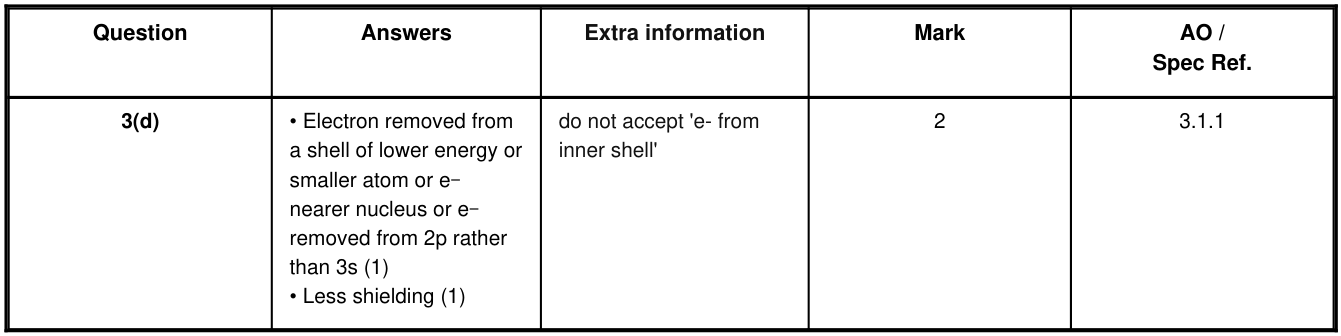 Question Answers Extra information Mark AO /
Spec Ref.
3(d)
• Electron removed from
a shell of lower energy or
smaller atom or e–
nearer nucleus or e–
removed from 2p rather
than 3s (1)
• Less shielding (1)
do not accept 'e- from
inner shell'
2
3.1.1